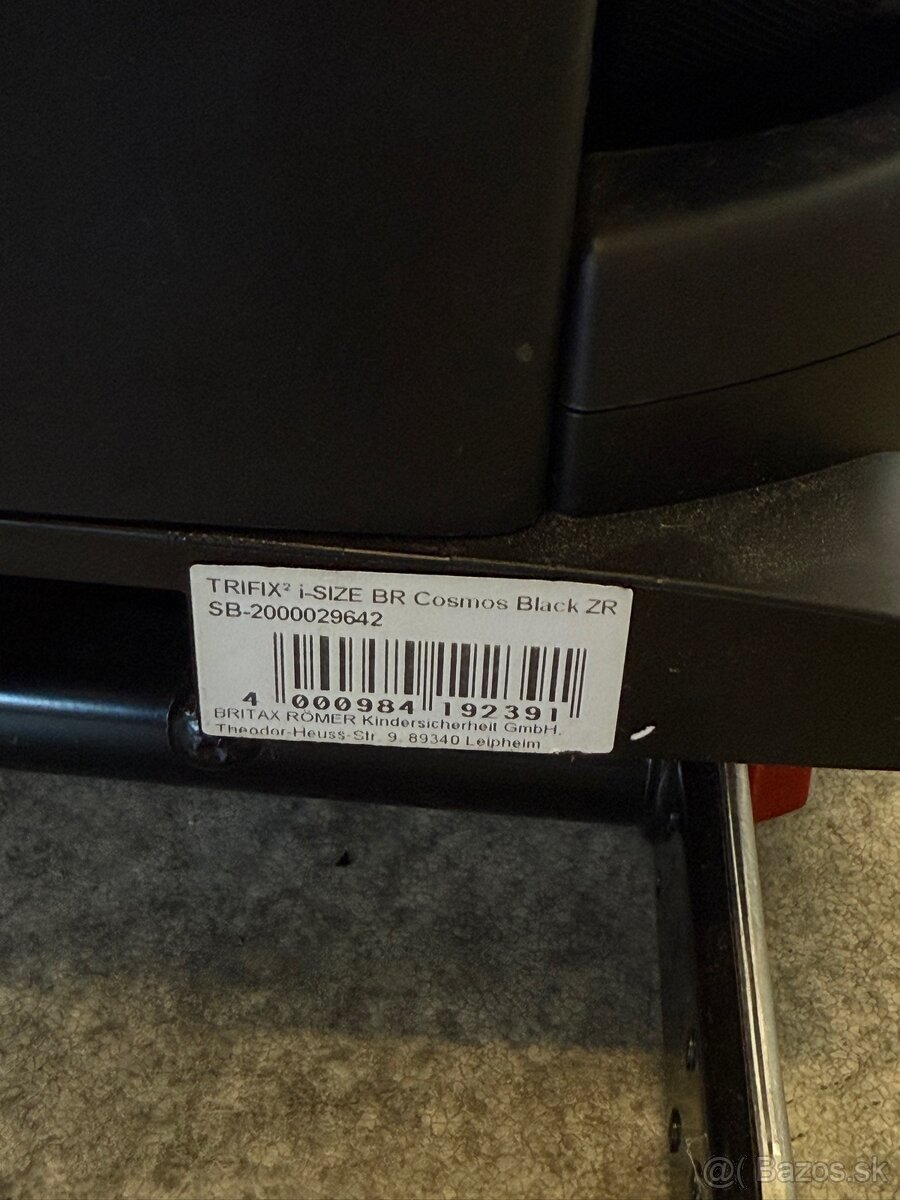 TRIFIX² i-SIZE BR Cosmos Black ZR
SB-2000029642
4 000984 192391
BRITAX RÖMER Kindersicherheit GmbH.
Theodor-Heuss-Str. 9, 89340 Leipheim
@( Bazos.sk